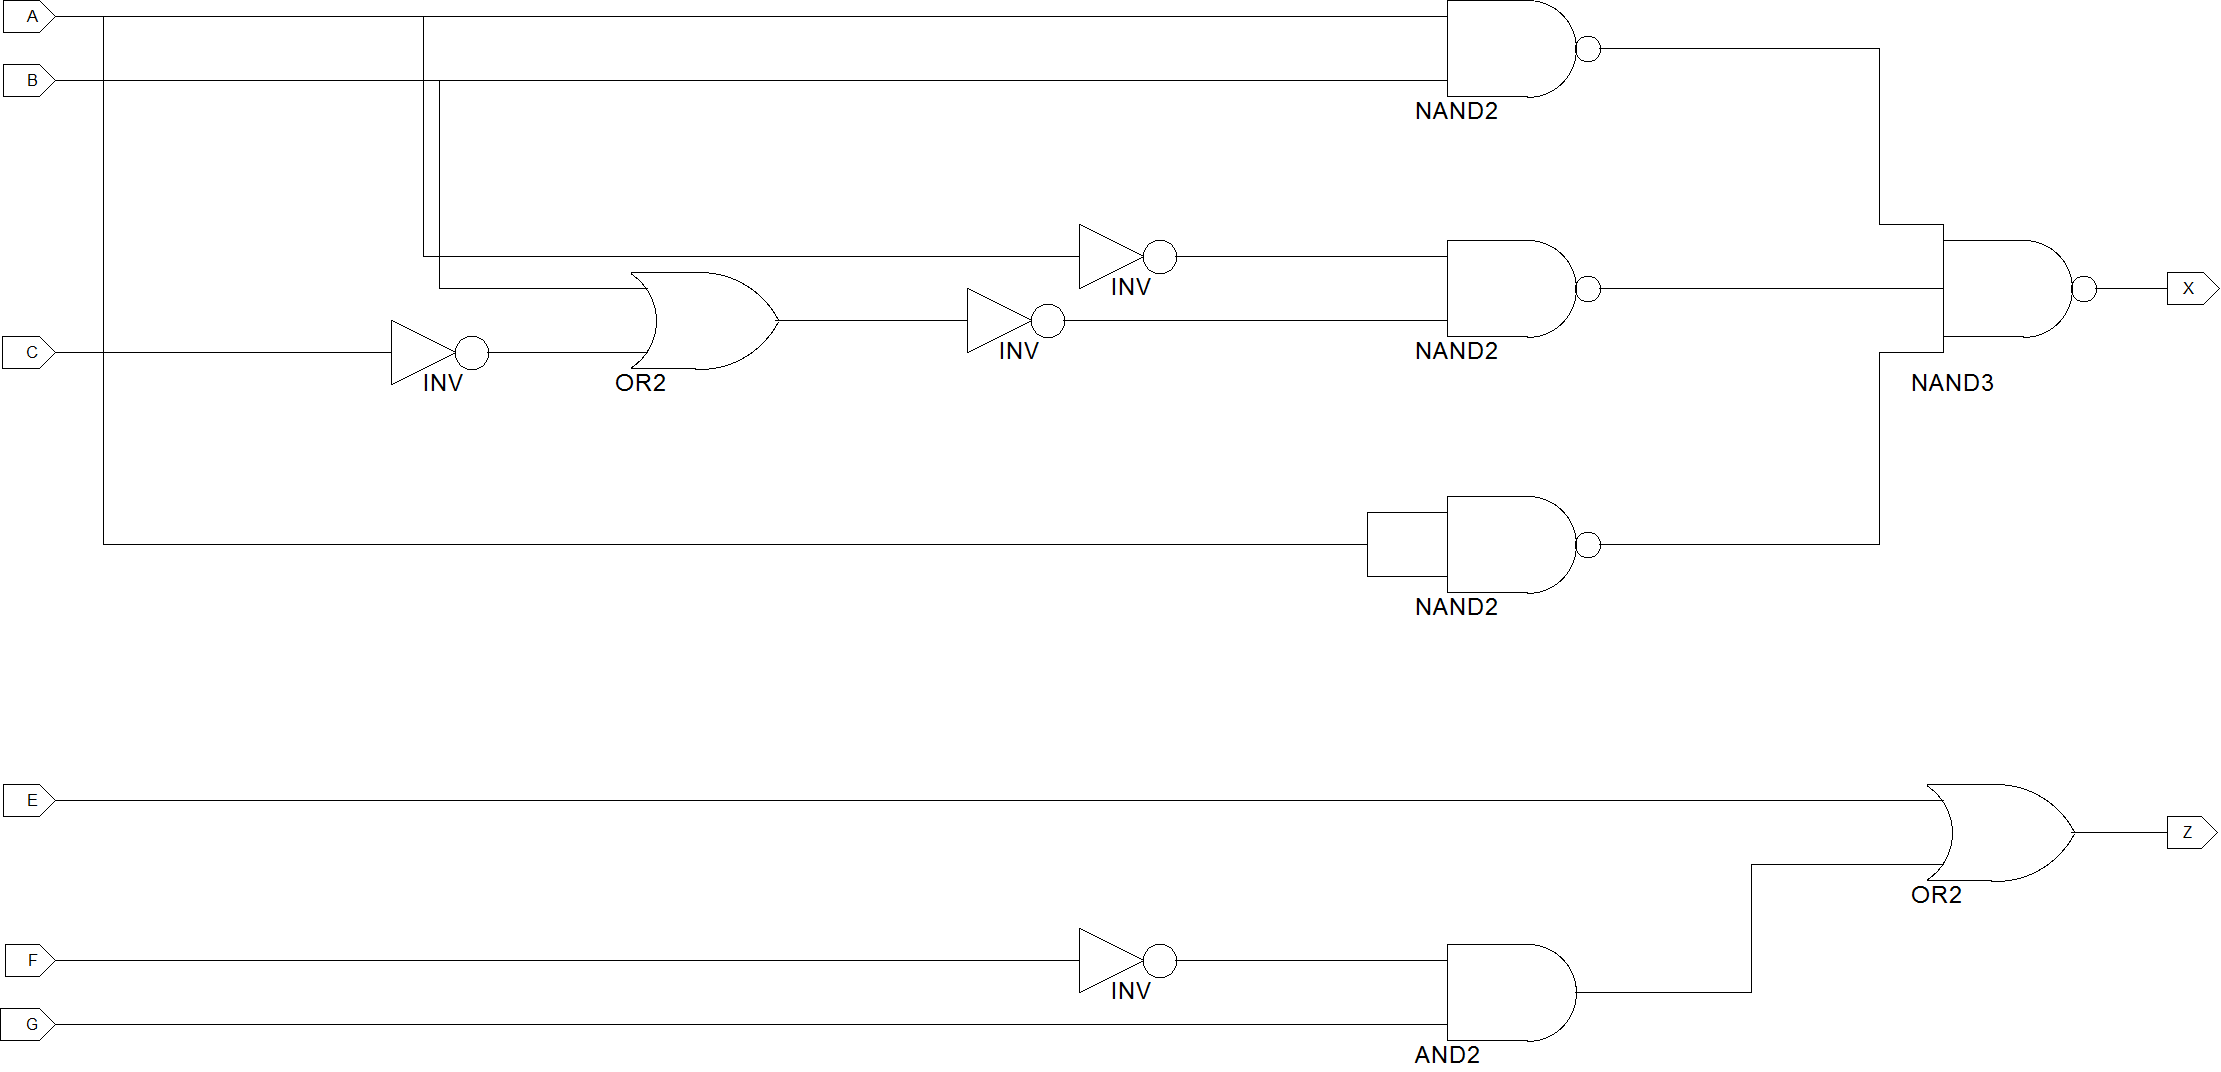 A
B
NAND2
INV
INV
NAND2
X
C
INV
OR2
NAND3
NAND2
E
Z
OR2
F
INV
G
AND2